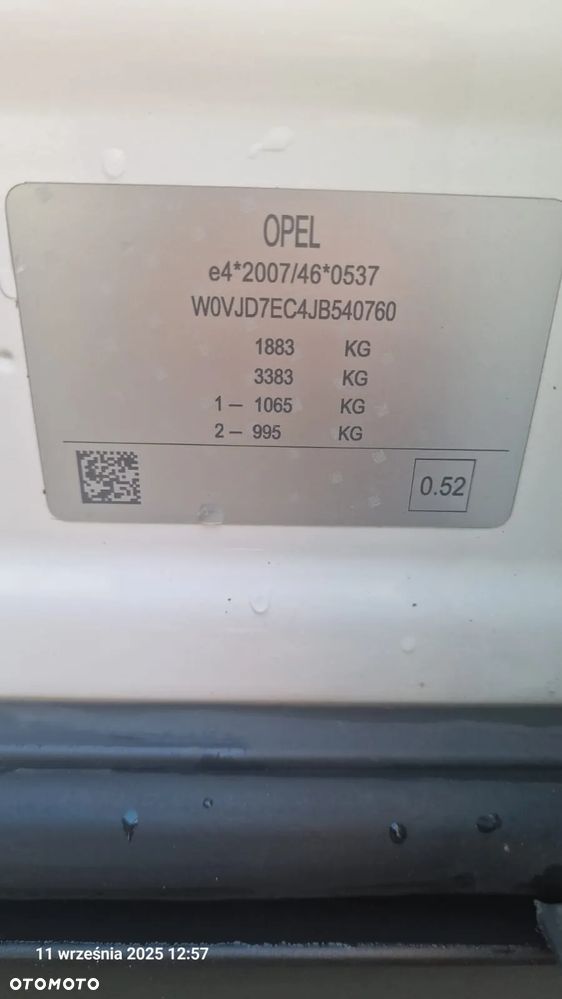 OPEL
e4*2007/46*0537
W0VJD7EC4JB540760
1883 KG
3383 KG
1 – 1065 KG
2 – 995 KG
0.52
11 września 2025 12:57
OTOMOTO